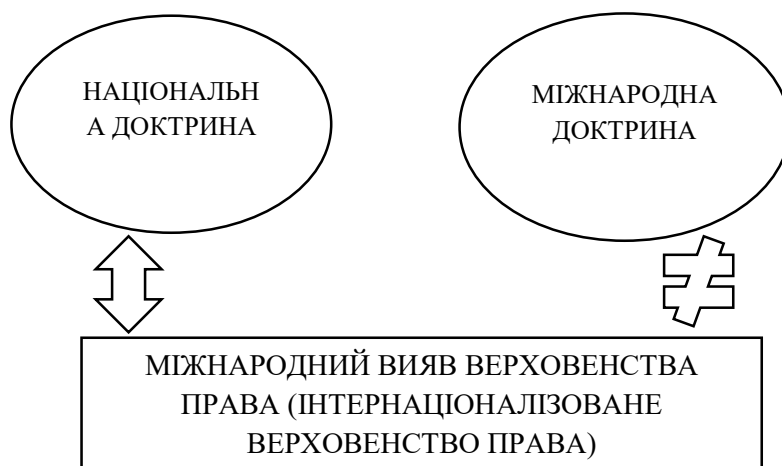 НАЦІОНАЛЬН
А ДОКТРИНА
МІЖНАРОДНА
ДОКТРИНА
≠
МІЖНАРОДНИЙ ВИЯВ ВЕРХОВЕНСТВА
ПРАВА (ІНТЕРНАЦІОНАЛІЗОВАНЕ
ВЕРХОВЕНСТВО ПРАВА)